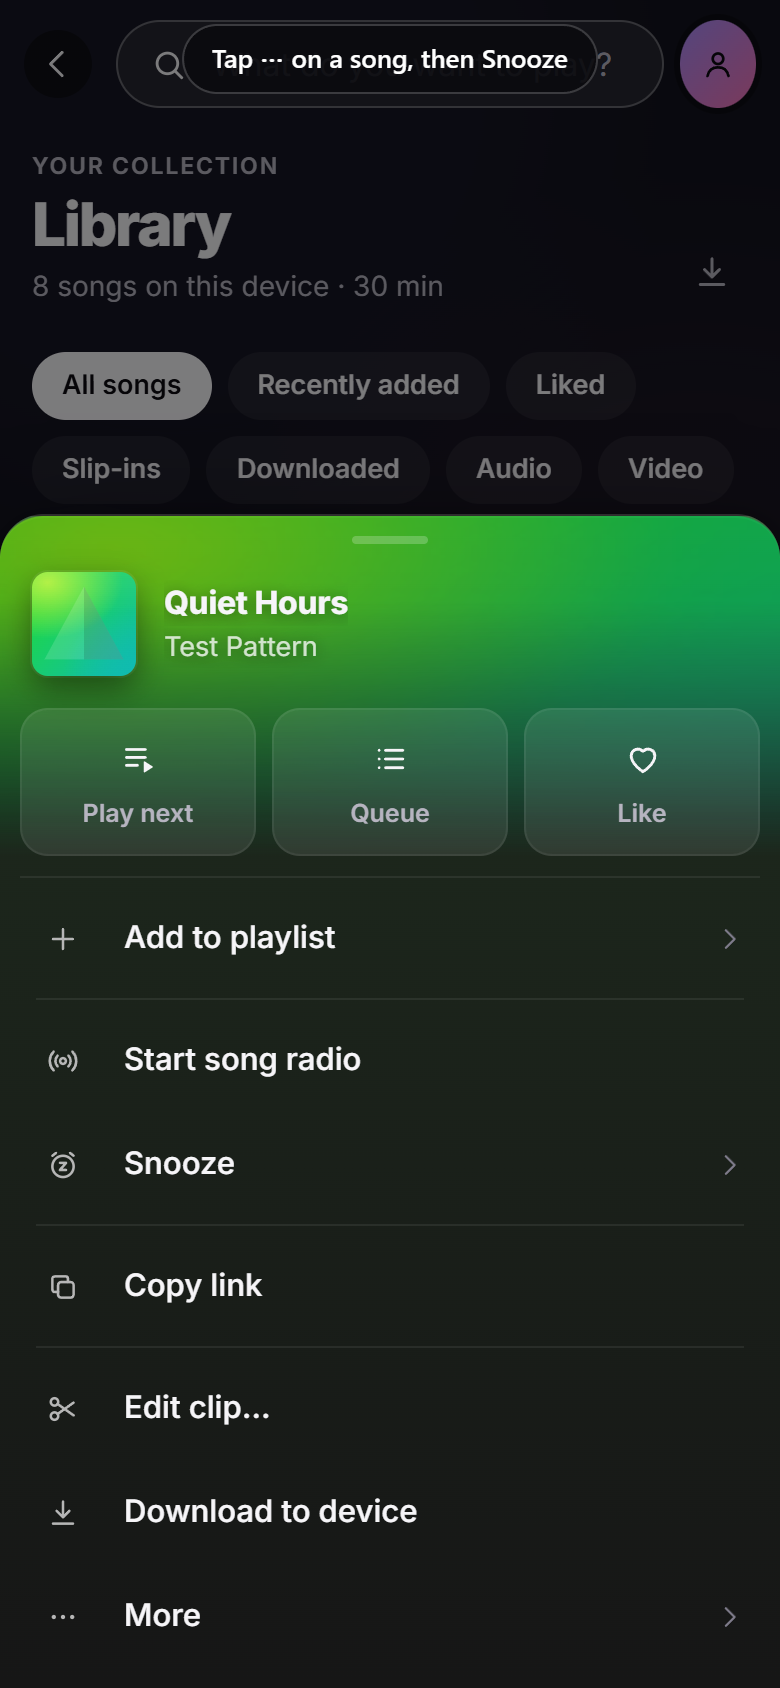 Tap ··· on a song, then Snooze
YOUR COLLECTION
Library
8 songs on this device · 30 min
All songs
Recently added
Liked
Slip-ins
Downloaded
Audio
Video
Quiet Hours
Test Pattern
Play next
Queue
Like
Add to playlist
Start song radio
Snooze
Copy link
Edit clip...
Download to device
More